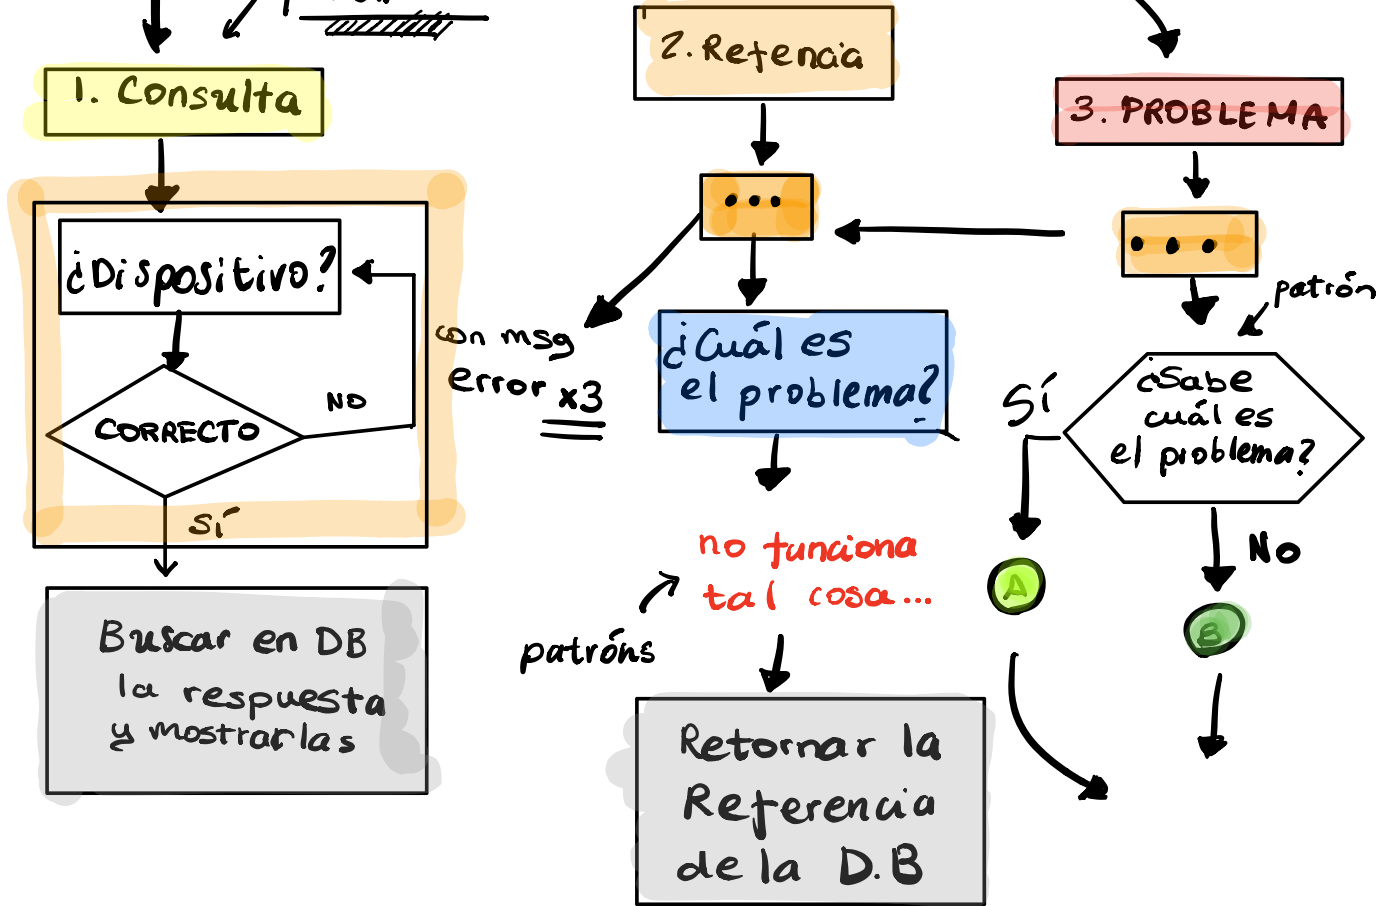 1. Consulta
¿Dispositivo?
CORRECTO
NO
SÍ
Buscar en DB
la respuesta
y mostrarlas
2. Refencia
...
con msg
error x3
¿Cuál es
el problema?
no funciona
tal cosa...
patróns
Retornar la
Referencia
de la D.B
3. PROBLEMA
...
patrón
¿Sabe
cuál es
el problema?
SÍ
A
NO
B